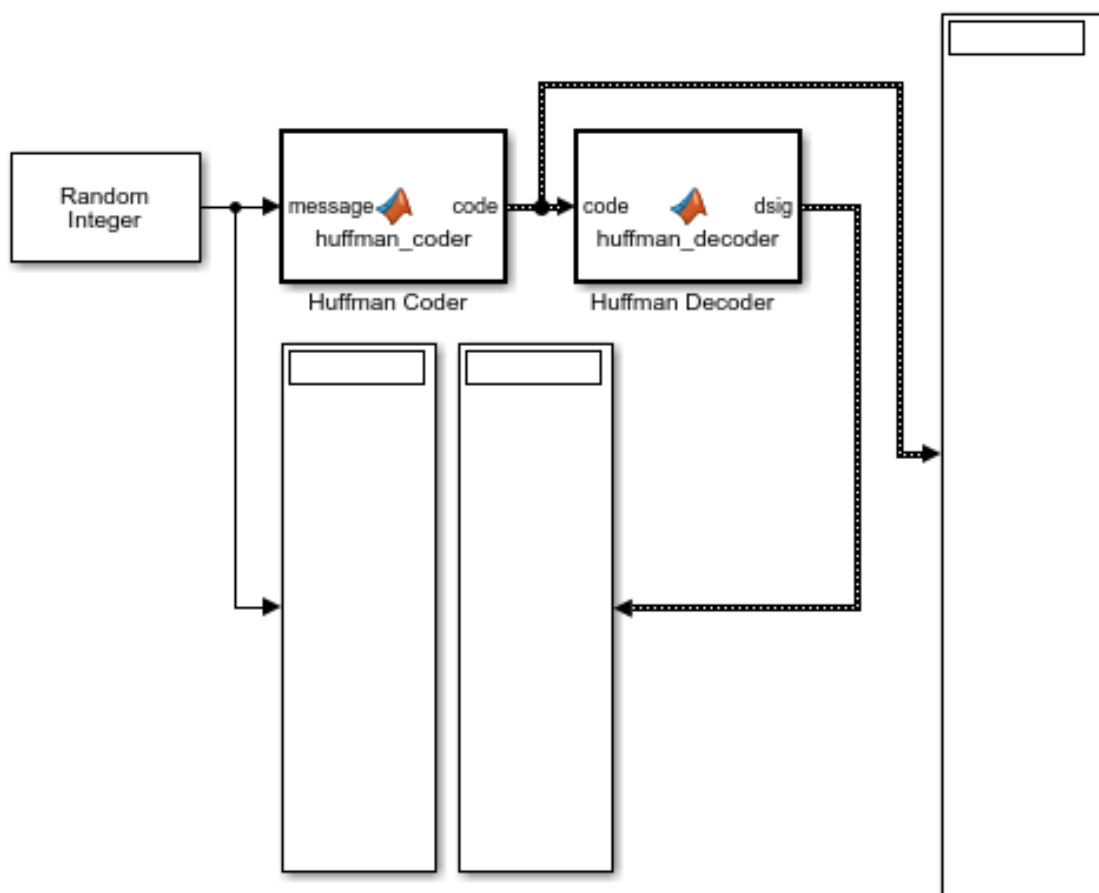 Random
Integer
message code
huffman_coder
Huffman Coder
code dsig
huffman_decoder
Huffman Decoder